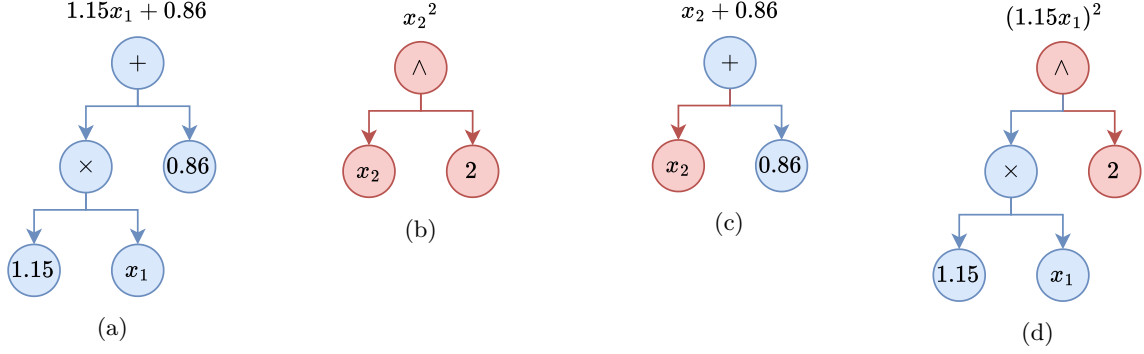 1.15x₁ + 0.86
+
×
0.86
1.15
x₁
(a)
x₂²
∧
x₂
2
(b)
x₂ + 0.86
+
x₂
0.86
(c)
(1.15x₁)²
∧
×
2
1.15
x₁
(d)